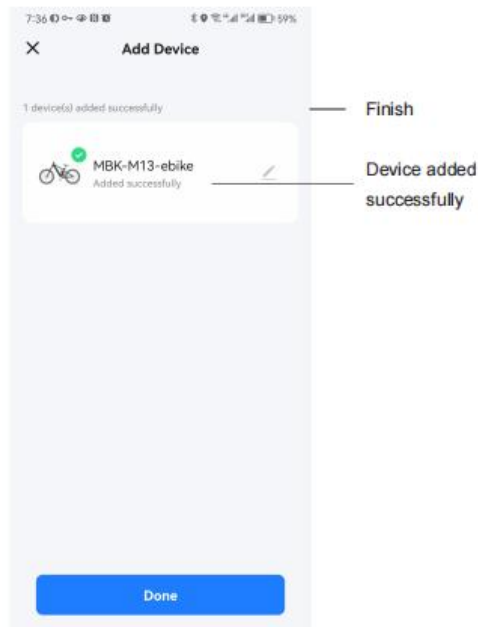 7:36 59%
Add Device
1 device(s) added successfully
Finish
MBK-M13-ebike
Added successfully
Device added
successfully
Done